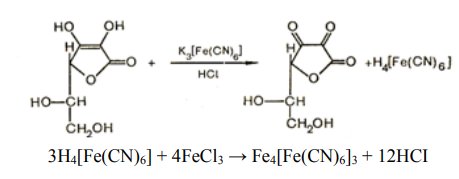 HO OH
H
O
O
HO—CH
CH₂OH
+
K₃[Fe(CN)₆]
HCl
O O
H
O
O
HO—CH
CH₂OH
+H₄[Fe(CN)₆]
3H₄[Fe(CN)₆] + 4FeCl₃ → Fe₄[Fe(CN)₆]₃ + 12HCl